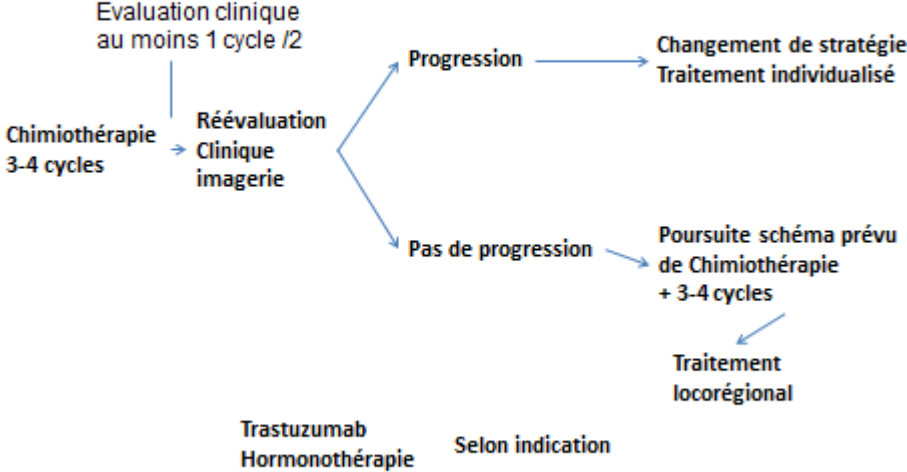 Evaluation clinique
au moins 1 cycle /2
Chimiothérapie
3-4 cycles
Réévaluation
Clinique
imagerie
Progression
Changement de stratégie
Traitement individualisé
Pas de progression
Poursuite schéma prévu
de Chimiothérapie
+ 3-4 cycles
Traitement
locorégional
Trastuzumab
Hormonothérapie
Selon indication